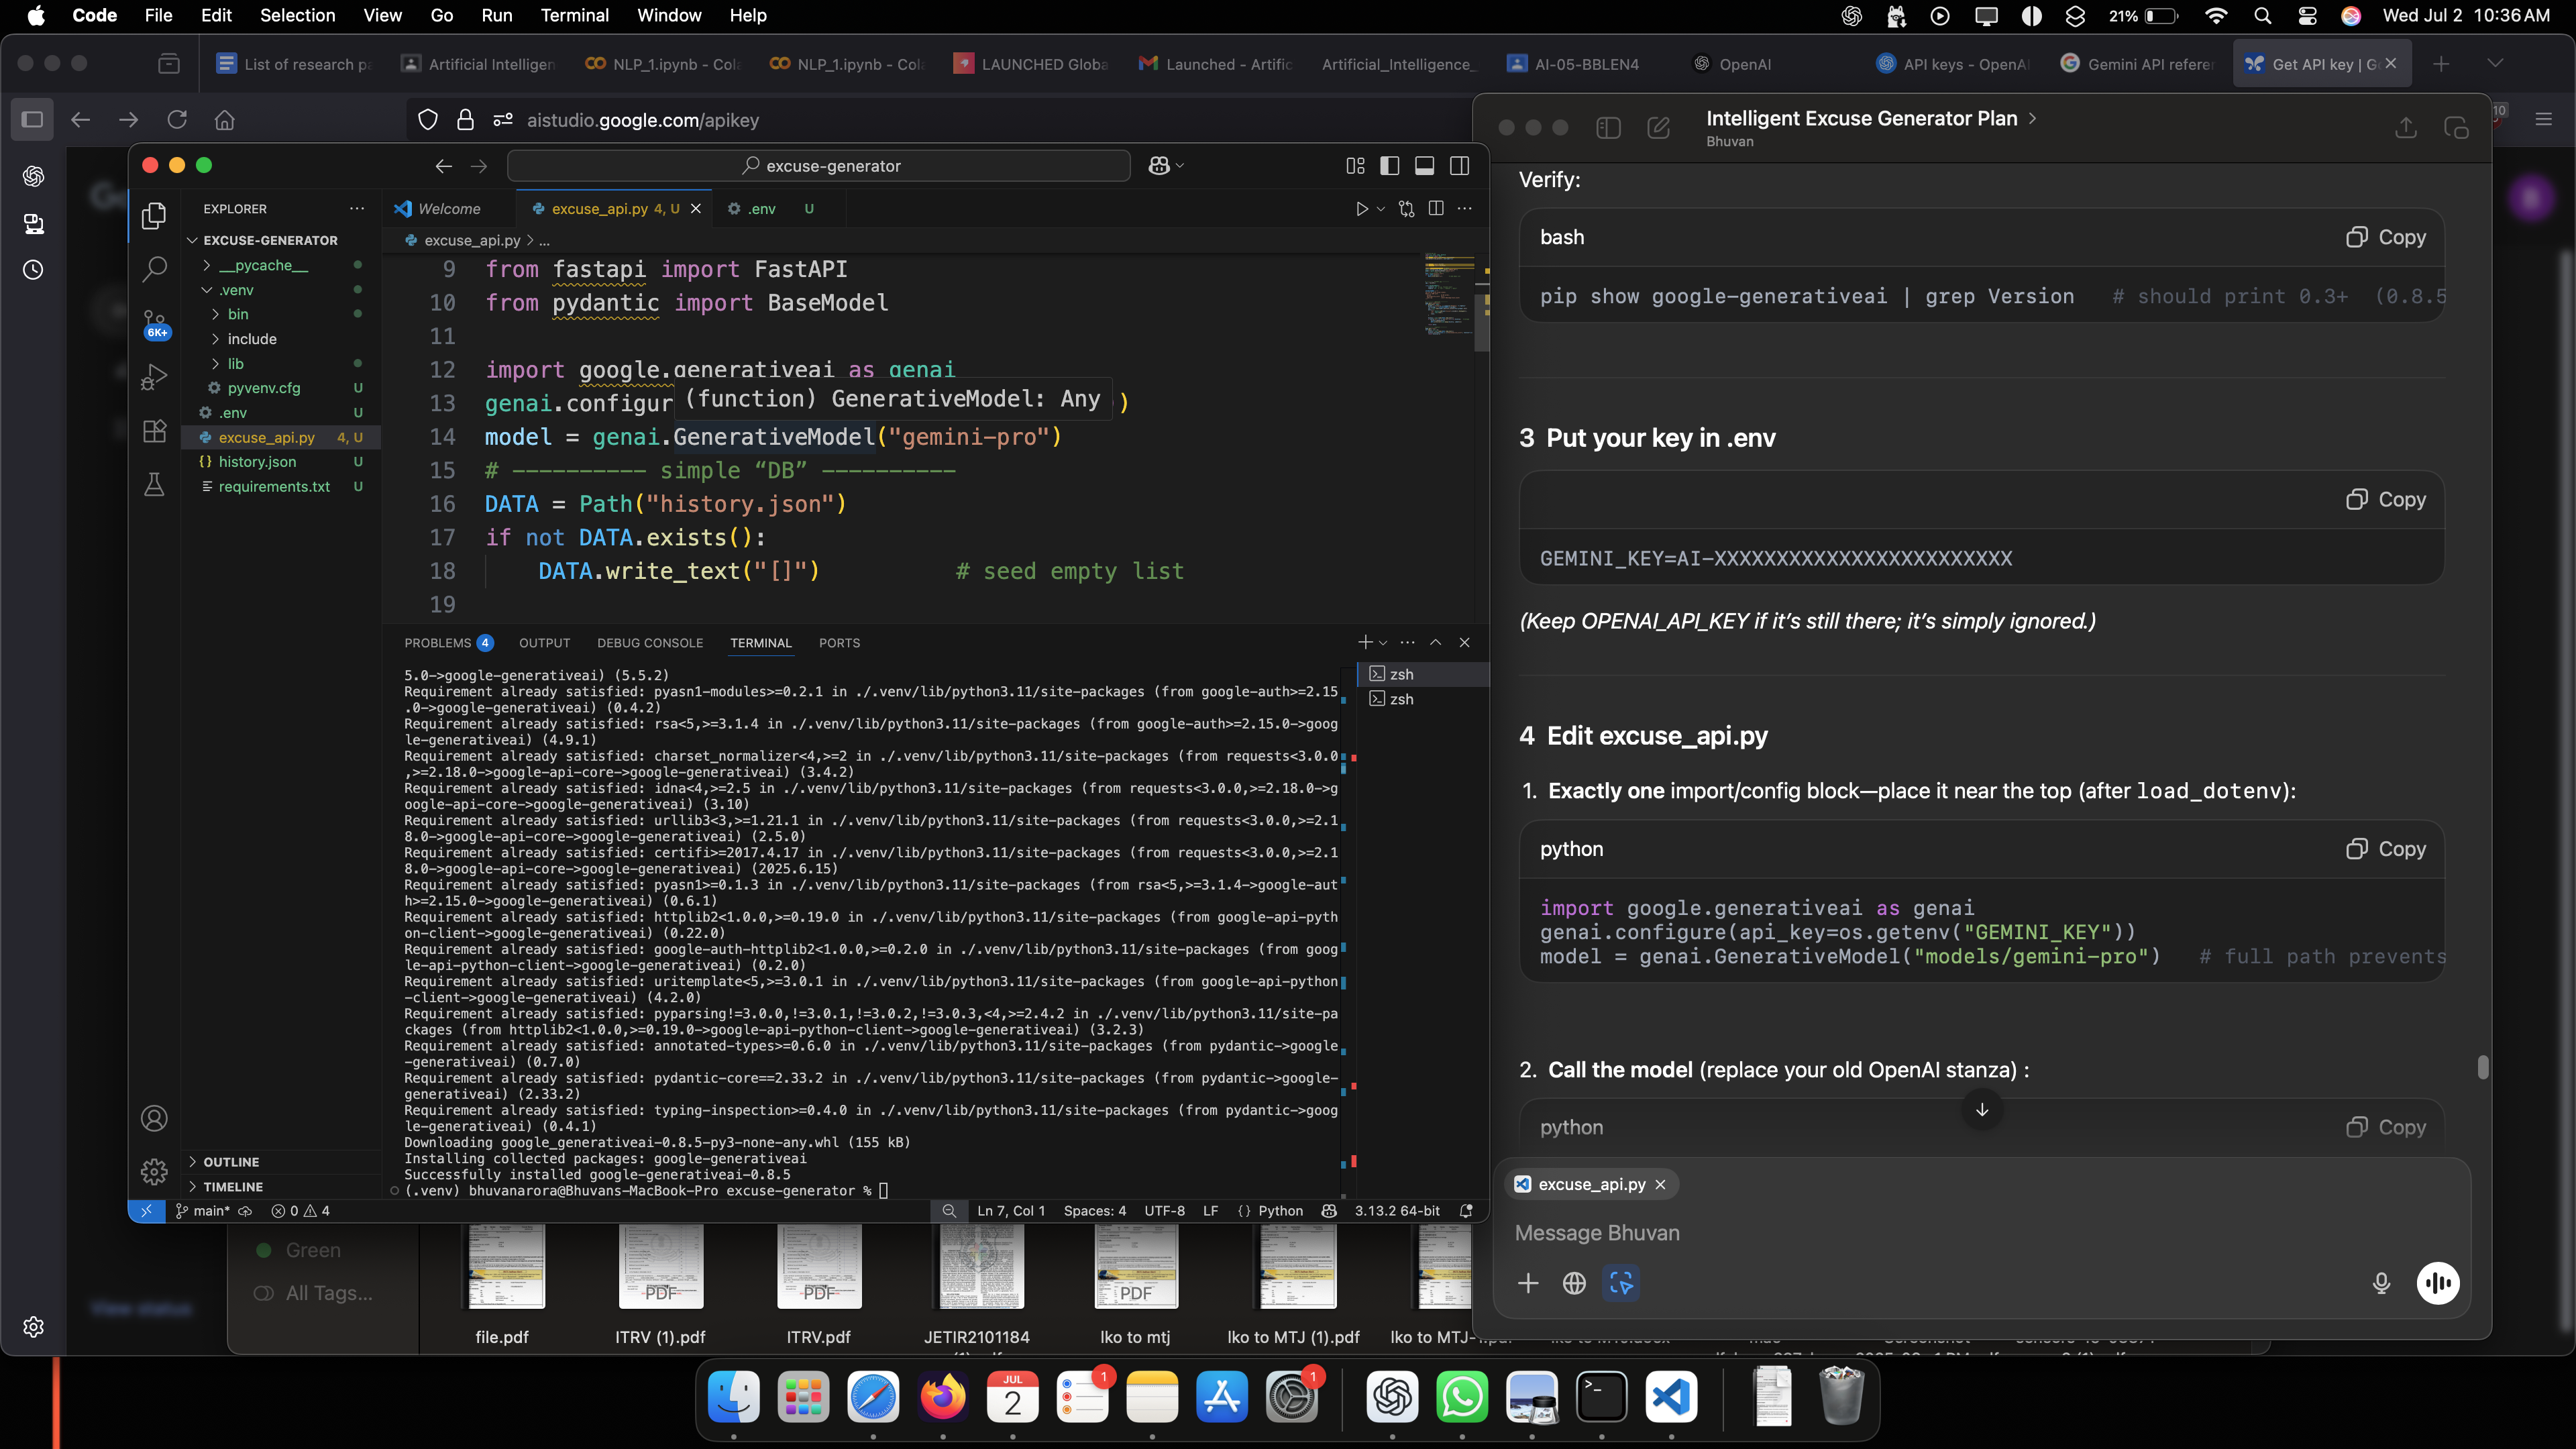 Code File Edit Selection View Go Run Terminal Window Help
21% Wed Jul 2 10:36 AM
List of research pa
Artificial Intelligen
NLP_1.ipynb - Cola
NLP_1.ipynb - Cola
LAUNCHED Globa
Launched - Artific
Artificial_Intelligence_
AI-05-BBLEN4
OpenAI
API keys - OpenAI
Gemini API referer
Get API key | G
aistudio.google.com/apikey
excuse-generator
EXPLORER
EXCUSE-GENERATOR
__pycache__
.venv
bin
include
lib
pyvenv.cfg U
.env U
excuse_api.py 4, U
history.json U
requirements.txt U
6K+
OUTLINE
TIMELINE
Welcome
excuse_api.py 4, U
.env U
excuse_api.py > ...
9 from fastapi import FastAPI
10 from pydantic import BaseModel
11
12 import google.generativeai as genai
13 genai.configur )
(function) GenerativeModel: Any
14 model = genai.GenerativeModel("gemini-pro")
15 # ---------- simple “DB” ----------
16 DATA = Path("history.json")
17 if not DATA.exists():
18 DATA.write_text("[]") # seed empty list
19
PROBLEMS 4 OUTPUT DEBUG CONSOLE TERMINAL PORTS
zsh
zsh
5.0->google-generativeai) (5.5.2)
Requirement already satisfied: pyasn1-modules>=0.2.1 in ./.venv/lib/python3.11/site-packages (from google-auth>=2.15
.0->google-generativeai) (0.4.2)
Requirement already satisfied: rsa<5,>=3.1.4 in ./.venv/lib/python3.11/site-packages (from google-auth>=2.15.0->goog
le-generativeai) (4.9.1)
Requirement already satisfied: charset_normalizer<4,>=2 in ./.venv/lib/python3.11/site-packages (from requests<3.0.0
,>=2.18.0->google-api-core->google-generativeai) (3.4.2)
Requirement already satisfied: idna<4,>=2.5 in ./.venv/lib/python3.11/site-packages (from requests<3.0.0,>=2.18.0->g
oogle-api-core->google-generativeai) (3.10)
Requirement already satisfied: urllib3<3,>=1.21.1 in ./.venv/lib/python3.11/site-packages (from requests<3.0.0,>=2.1
8.0->google-api-core->google-generativeai) (2.5.0)
Requirement already satisfied: certifi>=2017.4.17 in ./.venv/lib/python3.11/site-packages (from requests<3.0.0,>=2.1
8.0->google-api-core->google-generativeai) (2025.6.15)
Requirement already satisfied: pyasn1>=0.1.3 in ./.venv/lib/python3.11/site-packages (from rsa<5,>=3.1.4->google-aut
h>=2.15.0->google-generativeai) (0.6.1)
Requirement already satisfied: httplib2<1.0.0,>=0.19.0 in ./.venv/lib/python3.11/site-packages (from google-api-pyth
on-client->google-generativeai) (0.22.0)
Requirement already satisfied: google-auth-httplib2<1.0.0,>=0.2.0 in ./.venv/lib/python3.11/site-packages (from goog
le-api-python-client->google-generativeai) (0.2.0)
Requirement already satisfied: uritemplate<5,>=3.0.1 in ./.venv/lib/python3.11/site-packages (from google-api-python
-client->google-generativeai) (4.2.0)
Requirement already satisfied: pyparsing!=3.0.0,!=3.0.1,!=3.0.2,!=3.0.3,<4,>=2.4.2 in ./.venv/lib/python3.11/site-pa
ckages (from httplib2<1.0.0,>=0.19.0->google-api-python-client->google-generativeai) (3.2.3)
Requirement already satisfied: annotated-types>=0.6.0 in ./.venv/lib/python3.11/site-packages (from pydantic->google
-generativeai) (0.7.0)
Requirement already satisfied: pydantic-core==2.33.2 in ./.venv/lib/python3.11/site-packages (from pydantic->google-
generativeai) (2.33.2)
Requirement already satisfied: typing-inspection>=0.4.0 in ./.venv/lib/python3.11/site-packages (from pydantic->goog
le-generativeai) (0.4.1)
Downloading google_generativeai-0.8.5-py3-none-any.whl (155 kB)
Installing collected packages: google-generativeai
Successfully installed google-generativeai-0.8.5
(.venv) bhuvanarora@Bhuvans-MacBook-Pro excuse-generator %
main* 0 4 Ln 7, Col 1 Spaces: 4 UTF-8 LF {} Python 3.13.2 64-bit
Intelligent Excuse Generator Plan >
Bhuvan
10
Verify:
bash Copy
pip show google-generativeai | grep Version # should print 0.3+ (0.8.5
3 Put your key in .env
Copy
GEMINI_KEY=AI-XXXXXXXXXXXXXXXXXXXXXXXX
(Keep OPENAI_API_KEY if it’s still there; it’s simply ignored.)
4 Edit excuse_api.py
1. Exactly one import/config block—place it near the top (after load_dotenv):
python Copy
import google.generativeai as genai
genai.configure(api_key=os.getenv("GEMINI_KEY"))
model = genai.GenerativeModel("models/gemini-pro") # full path prevents
2. Call the model (replace your old OpenAI stanza) :
python Copy
excuse_api.py
Message Bhuvan
View status
Green
All Tags...
PDF
PDF
PDF
file.pdf
ITRV (1).pdf
ITRV.pdf
JETIR2101184
lko to mtj
lko to MTJ (1).pdf
JUL
2
1
1